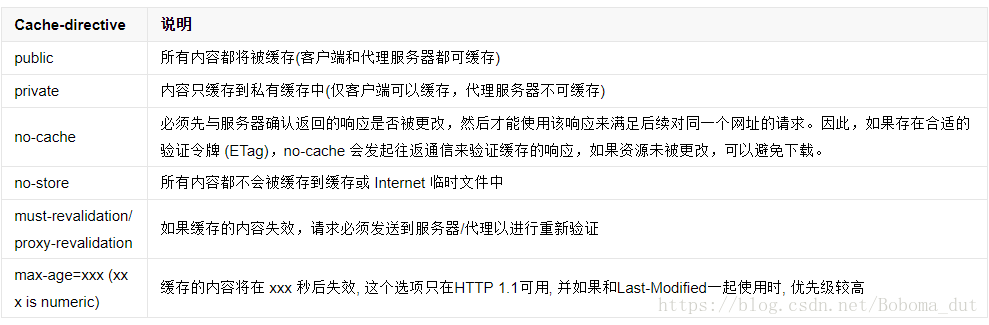 Cache-directive 说明
public 所有内容都将被缓存(客户端和代理服务器都可缓存)
private 内容只缓存到私有缓存中(仅客户端可以缓存，代理服务器不可缓存)
no-cache 必须先与服务器确认返回的响应是否被更改，然后才能使用该响应来满足后续对同一个网址的请求。因此，如果存在合适的
验证令牌 (ETag)，no-cache 会发起往返通信来验证缓存的响应，如果资源未被更改，可以避免下载。
no-store 所有内容都不会被缓存到缓存或 Internet 临时文件中
must-revalidation/
proxy-revalidation 如果缓存的内容失效，请求必须发送到服务器/代理以进行重新验证
max-age=xxx (xx
x is numeric) 缓存的内容将在 xxx 秒后失效, 这个选项只在HTTP 1.1可用, 并如果和Last-Modified一起使用时, 优先级较高
https://blog.csdn.net/Boboma_dut